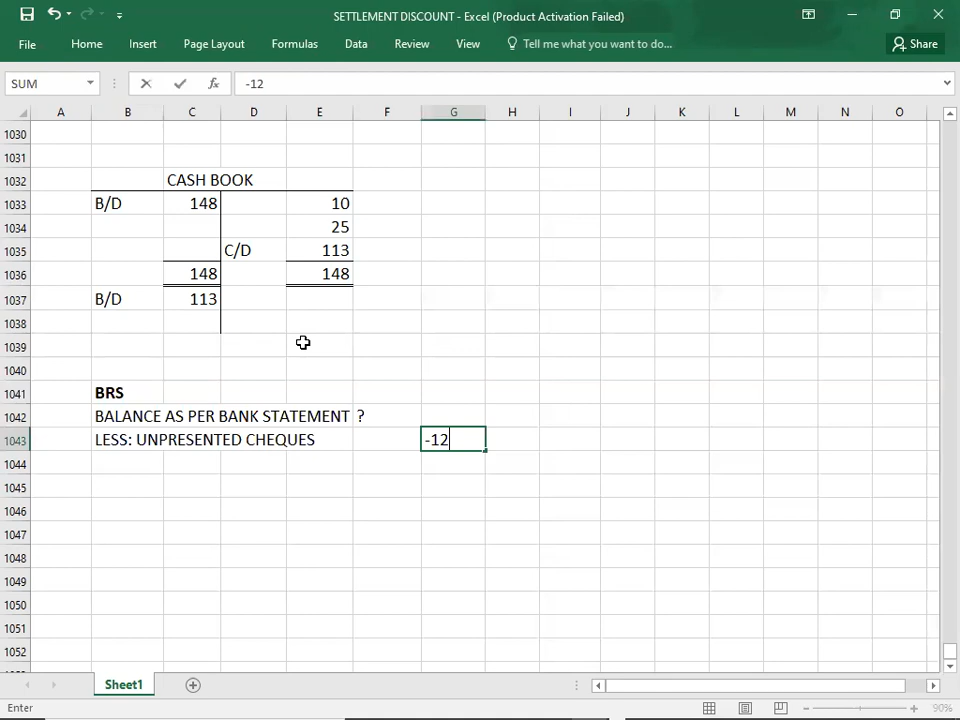 SETTLEMENT DISCOUNT - Excel (Product Activation Failed)
File Home Insert Page Layout Formulas Data Review View Tell me what you want to do... Share
SUM fx -12
A B C D E F G H I J K L M N O
1030
1031
1032 CASH BOOK
1033 B/D 148 10
1034 25
1035 C/D 113
1036 148 148
1037 B/D 113
1038
1039
1040
1041 BRS
1042 BALANCE AS PER BANK STATEMENT ?
1043 LESS: UNPRESENTED CHEQUES -12
1044
1045
1046
1047
1048
1049
1050
1051
1052
Sheet1
Enter 90%